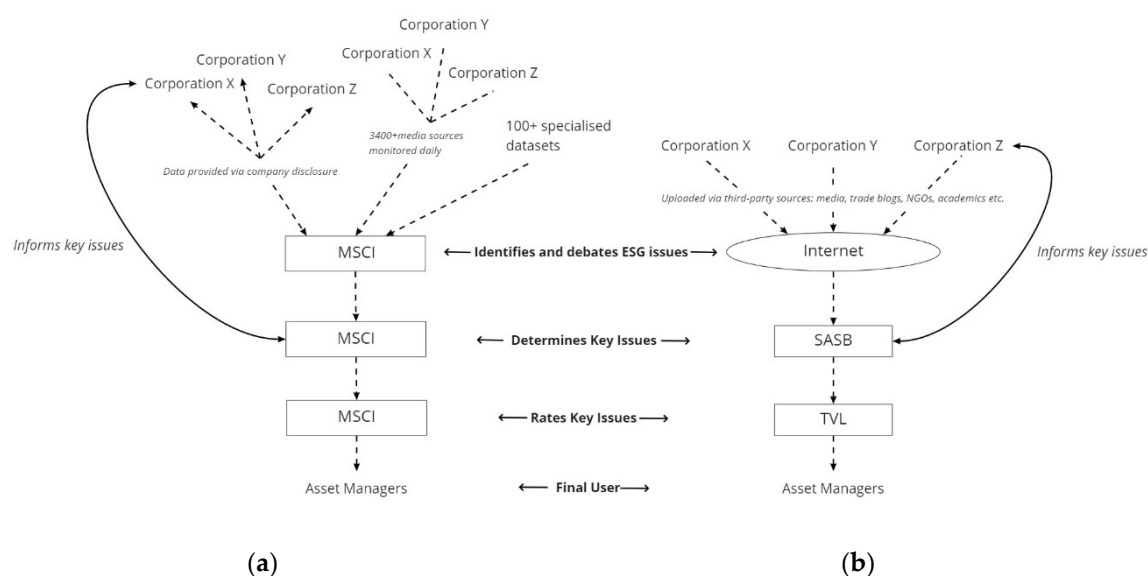 Corporation Y
Corporation X
Corporation Z
Corporation Y
Corporation X
Corporation Z
Data provided via company disclosure
3400+media sources
monitored daily
100+ specialised
datasets
Informs key issues
MSCI
MSCI
MSCI
Asset Managers
Identifies and debates ESG issues
Determines Key Issues
Rates Key Issues
Final User
Corporation X
Corporation Y
Corporation Z
Uploaded via third-party sources: media, trade blogs, NGOs, academics etc.
Internet
Informs key issues
SASB
TVL
Asset Managers
(a)
(b)